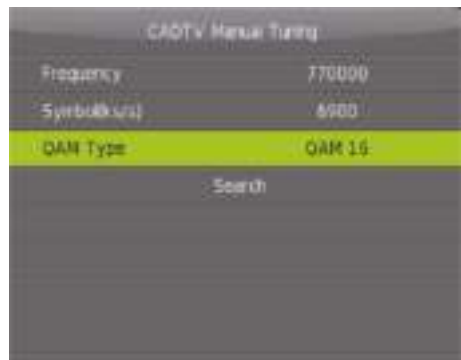 CADTV Manual Tuning
Frequency 770000
Symbol(ks/s) 6900
QAM Type QAM 16
Search